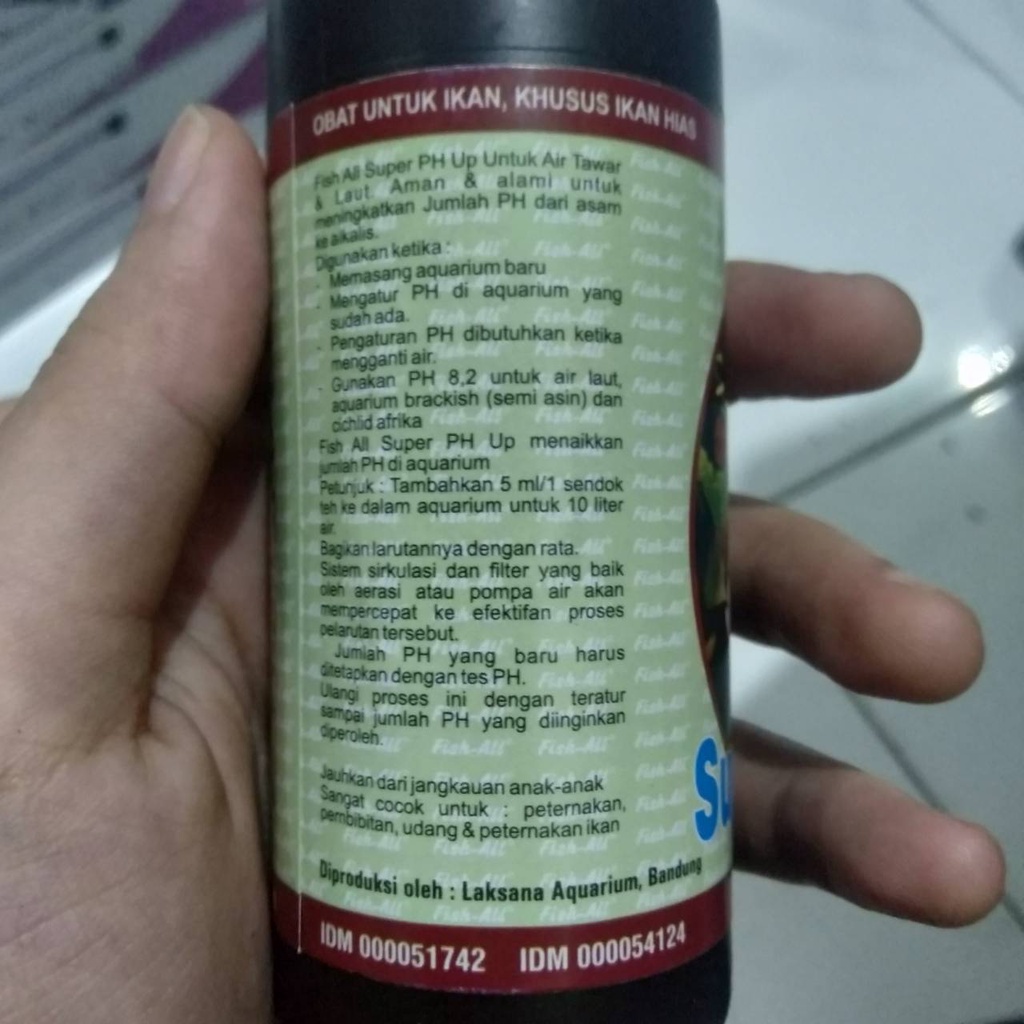 OBAT UNTUK IKAN, KHUSUS IKAN HIAS
Fish All Super PH Up Untuk Air Tawar
& Laut. Aman & alami untuk
meningkatkan Jumlah PH dari asam
ke alkalis.
Digunakan ketika :
- Memasang aquarium baru
- Mengatur PH di aquarium yang
sudah ada.
- Pengaturan PH dibutuhkan ketika
mengganti air.
- Gunakan PH 8,2 untuk air laut,
aquarium brackish (semi asin) dan
cichlid afrika
Fish All Super PH Up menaikkan
jumlah PH di aquarium
Petunjuk : Tambahkan 5 ml/1 sendok
teh ke dalam aquarium untuk 10 liter
air.
Bagikan larutannya dengan rata.
Sistem sirkulasi dan filter yang baik
oleh aerasi atau pompa air akan
mempercepat ke efektifan proses
pelarutan tersebut.
Jumlah PH yang baru harus
ditetapkan dengan tes PH.
Ulangi proses ini dengan teratur
sampai jumlah PH yang diinginkan
diperoleh.
Jauhkan dari jangkauan anak-anak
Sangat cocok untuk : peternakan,
pembibitan, udang & peternakan ikan
Su
Diproduksi oleh : Laksana Aquarium, Bandung
IDM 000051742 IDM 000054124